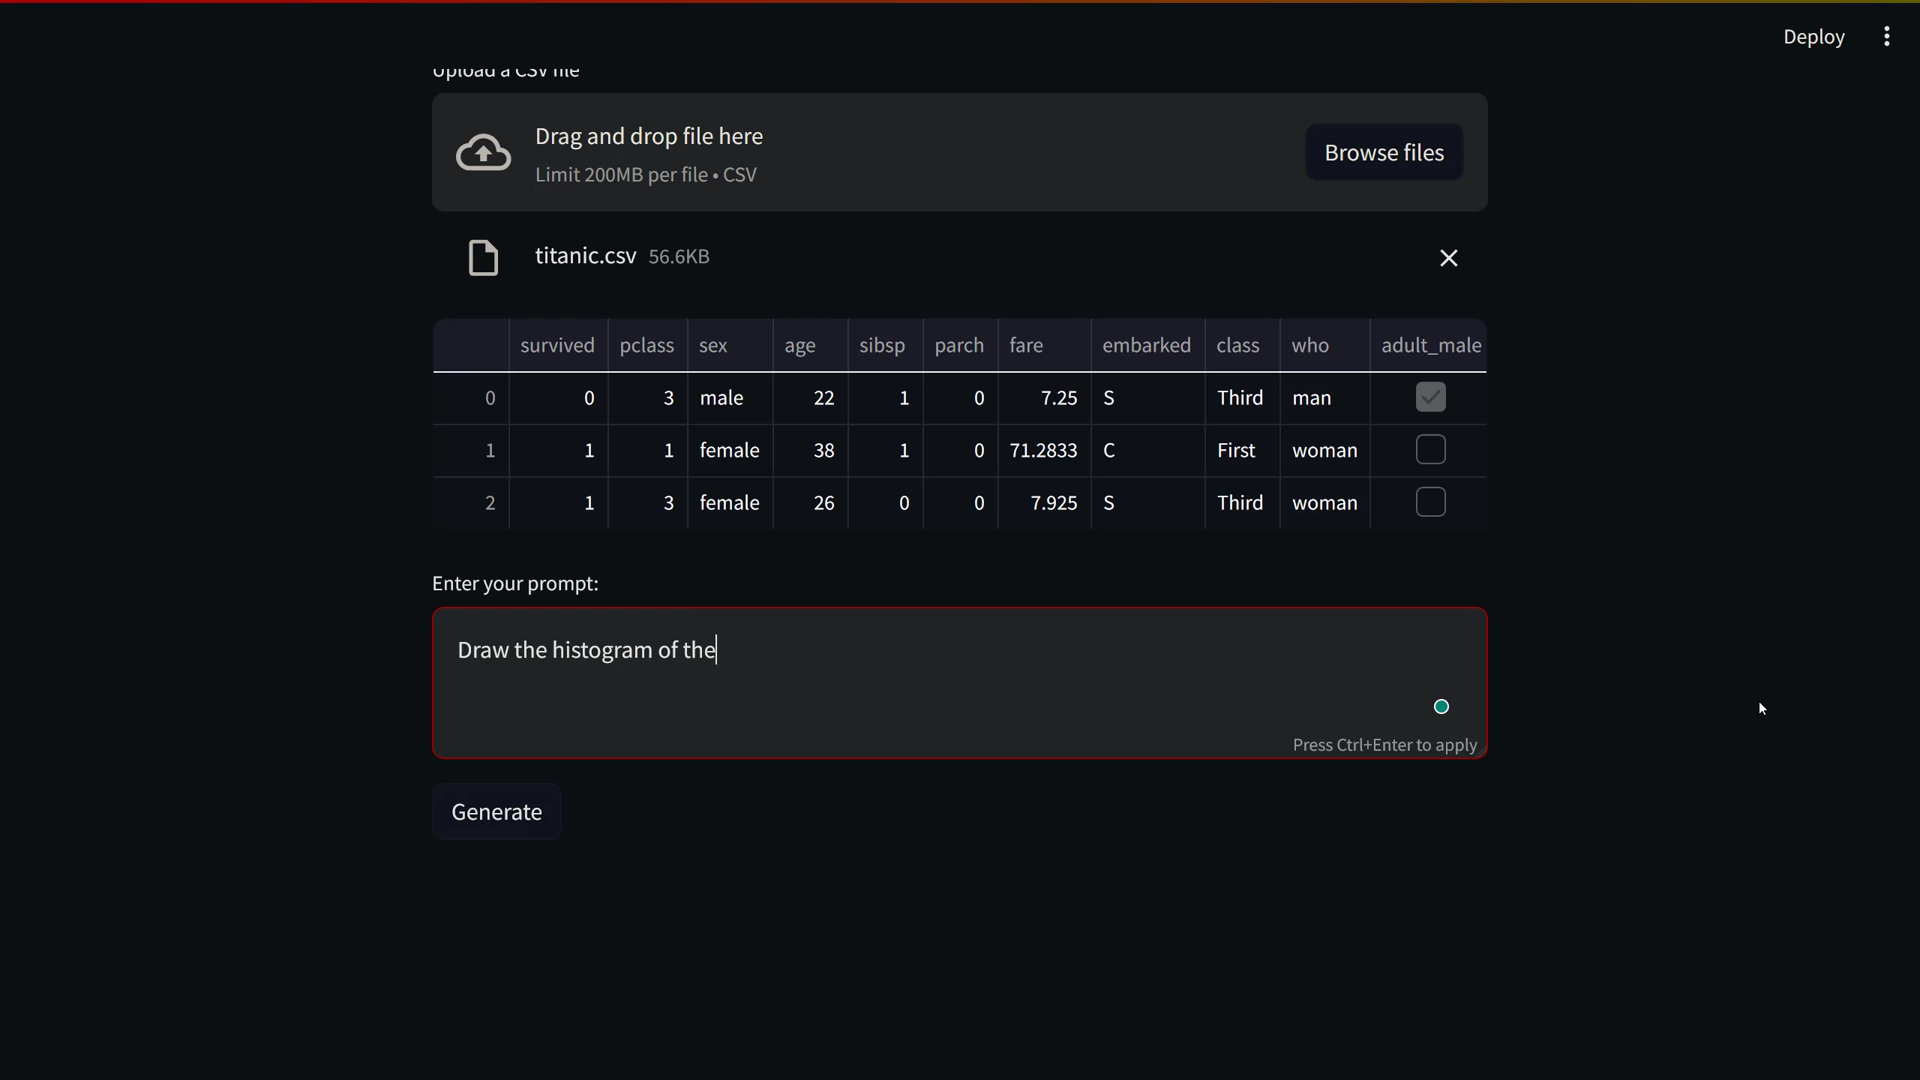 Deploy
Upload a CSV file
Drag and drop file here
Limit 200MB per file • CSV
Browse files
titanic.csv 56.6KB
survived pclass sex age sibsp parch fare embarked class who adult_male
0 0 3 male 22 1 0 7.25 S Third man
1 1 1 female 38 1 0 71.2833 C First woman
2 1 3 female 26 0 0 7.925 S Third woman
Enter your prompt:
Draw the histogram of the
Press Ctrl+Enter to apply
Generate